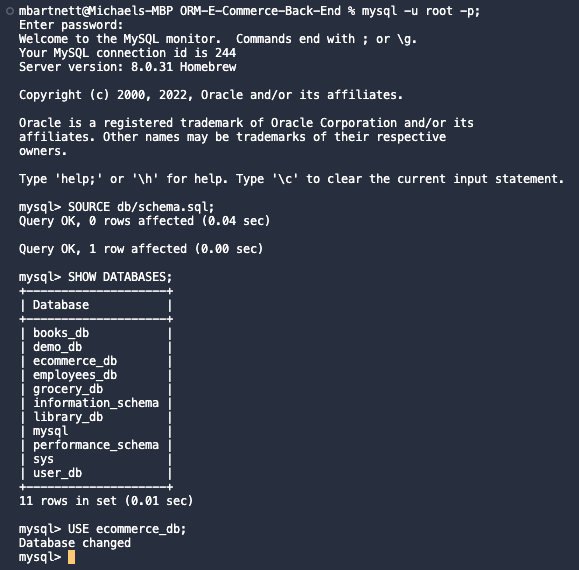 mbartnett@Michaels-MBP ORM-E-Commerce-Back-End % mysql -u root -p;
Enter password:
Welcome to the MySQL monitor.  Commands end with ; or \g.
Your MySQL connection id is 244
Server version: 8.0.31 Homebrew

Copyright (c) 2000, 2022, Oracle and/or its affiliates.

Oracle is a registered trademark of Oracle Corporation and/or its
affiliates. Other names may be trademarks of their respective
owners.

Type 'help;' or '\h' for help. Type '\c' to clear the current input statement.

mysql> SOURCE db/schema.sql;
Query OK, 0 rows affected (0.04 sec)

Query OK, 1 row affected (0.00 sec)

mysql> SHOW DATABASES;
+--------------------+
| Database           |
+--------------------+
| books_db           |
| demo_db            |
| ecommerce_db       |
| employees_db       |
| grocery_db         |
| information_schema |
| library_db         |
| mysql              |
| performance_schema |
| sys                |
| user_db            |
+--------------------+
11 rows in set (0.01 sec)

mysql> USE ecommerce_db;
Database changed
mysql>